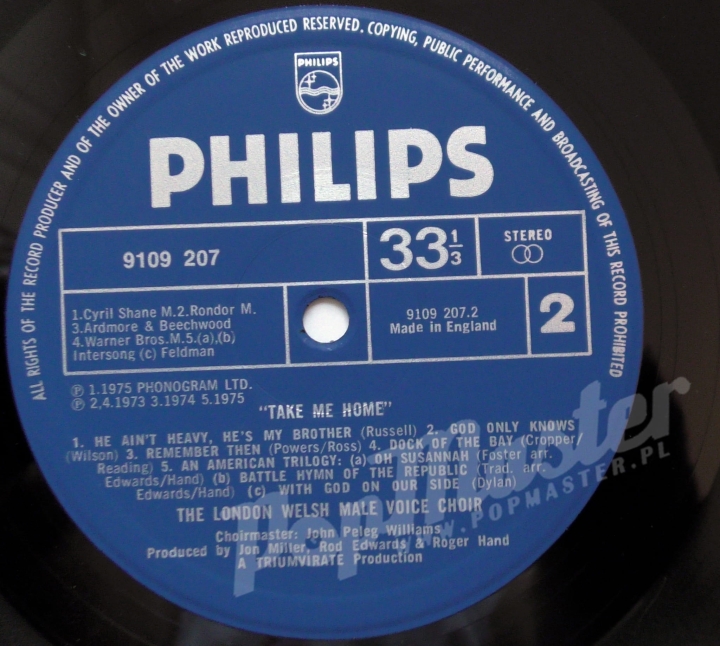 ALL RIGHTS OF THE RECORD PRODUCER AND OF THE OWNER OF THE WORK REPRODUCED RESERVED. COPYING, PUBLIC PERFORMANCE AND BROADCASTING OF THIS RECORD PROHIBITED
PHILIPS
PHILIPS
9109 207
33 1/3
STEREO
1.Cyril Shane M.2.Rondor M.
3.Ardmore & Beechwood
4.Warner Bros.M.5.(a),(b)
Intersong (c) Feldman
9109 207.2
Made in England
2
℗ 1.1975 PHONOGRAM LTD.
℗ 2,4.1973 3.1974 5.1975
"TAKE ME HOME"
1. HE AIN'T HEAVY, HE'S MY BROTHER (Russell) 2. GOD ONLY KNOWS
(Wilson) 3. REMEMBER THEN (Powers/Ross) 4. DOCK OF THE BAY (Cropper/
Reading) 5. AN AMERICAN TRILOGY: (a) OH SUSANNAH (Foster arr.
Edwards/Hand) (b) BATTLE HYMN OF THE REPUBLIC (Trad. arr.
Edwards/Hand) (c) WITH GOD ON OUR SIDE (Dylan)
THE LONDON WELSH MALE VOICE CHOIR
Choirmaster: John Peleg Williams
Produced by Jon Miller, Rod Edwards & Roger Hand
A TRIUMVIRATE Production
PopMaster
www.POPMASTER.PL